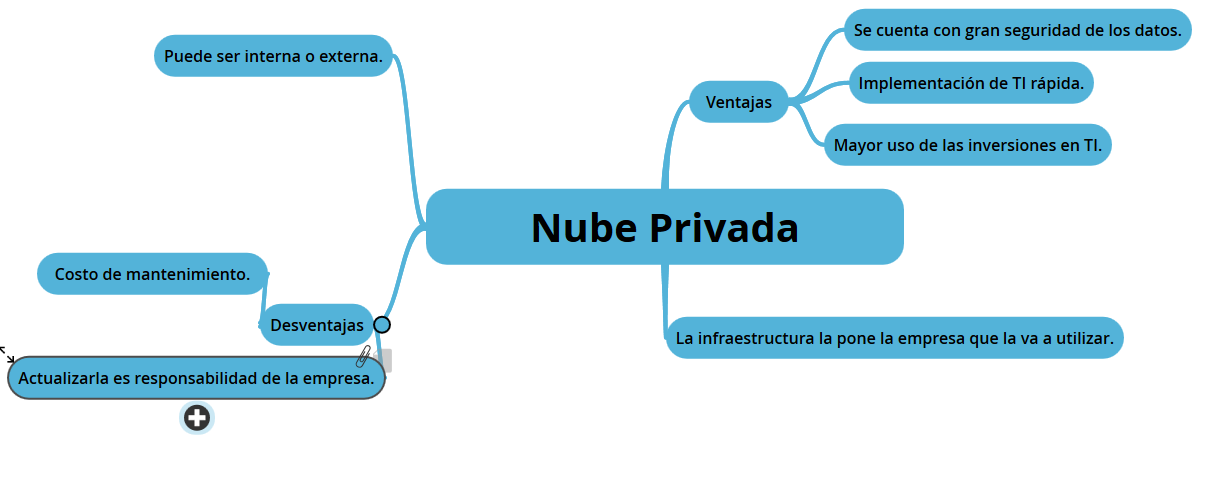 Puede ser interna o externa.
Se cuenta con gran seguridad de los datos.
Implementación de TI rápida.
Ventajas
Mayor uso de las inversiones en TI.
Nube Privada
Costo de mantenimiento.
Desventajas
La infraestructura la pone la empresa que la va a utilizar.
Actualizarla es responsabilidad de la empresa.